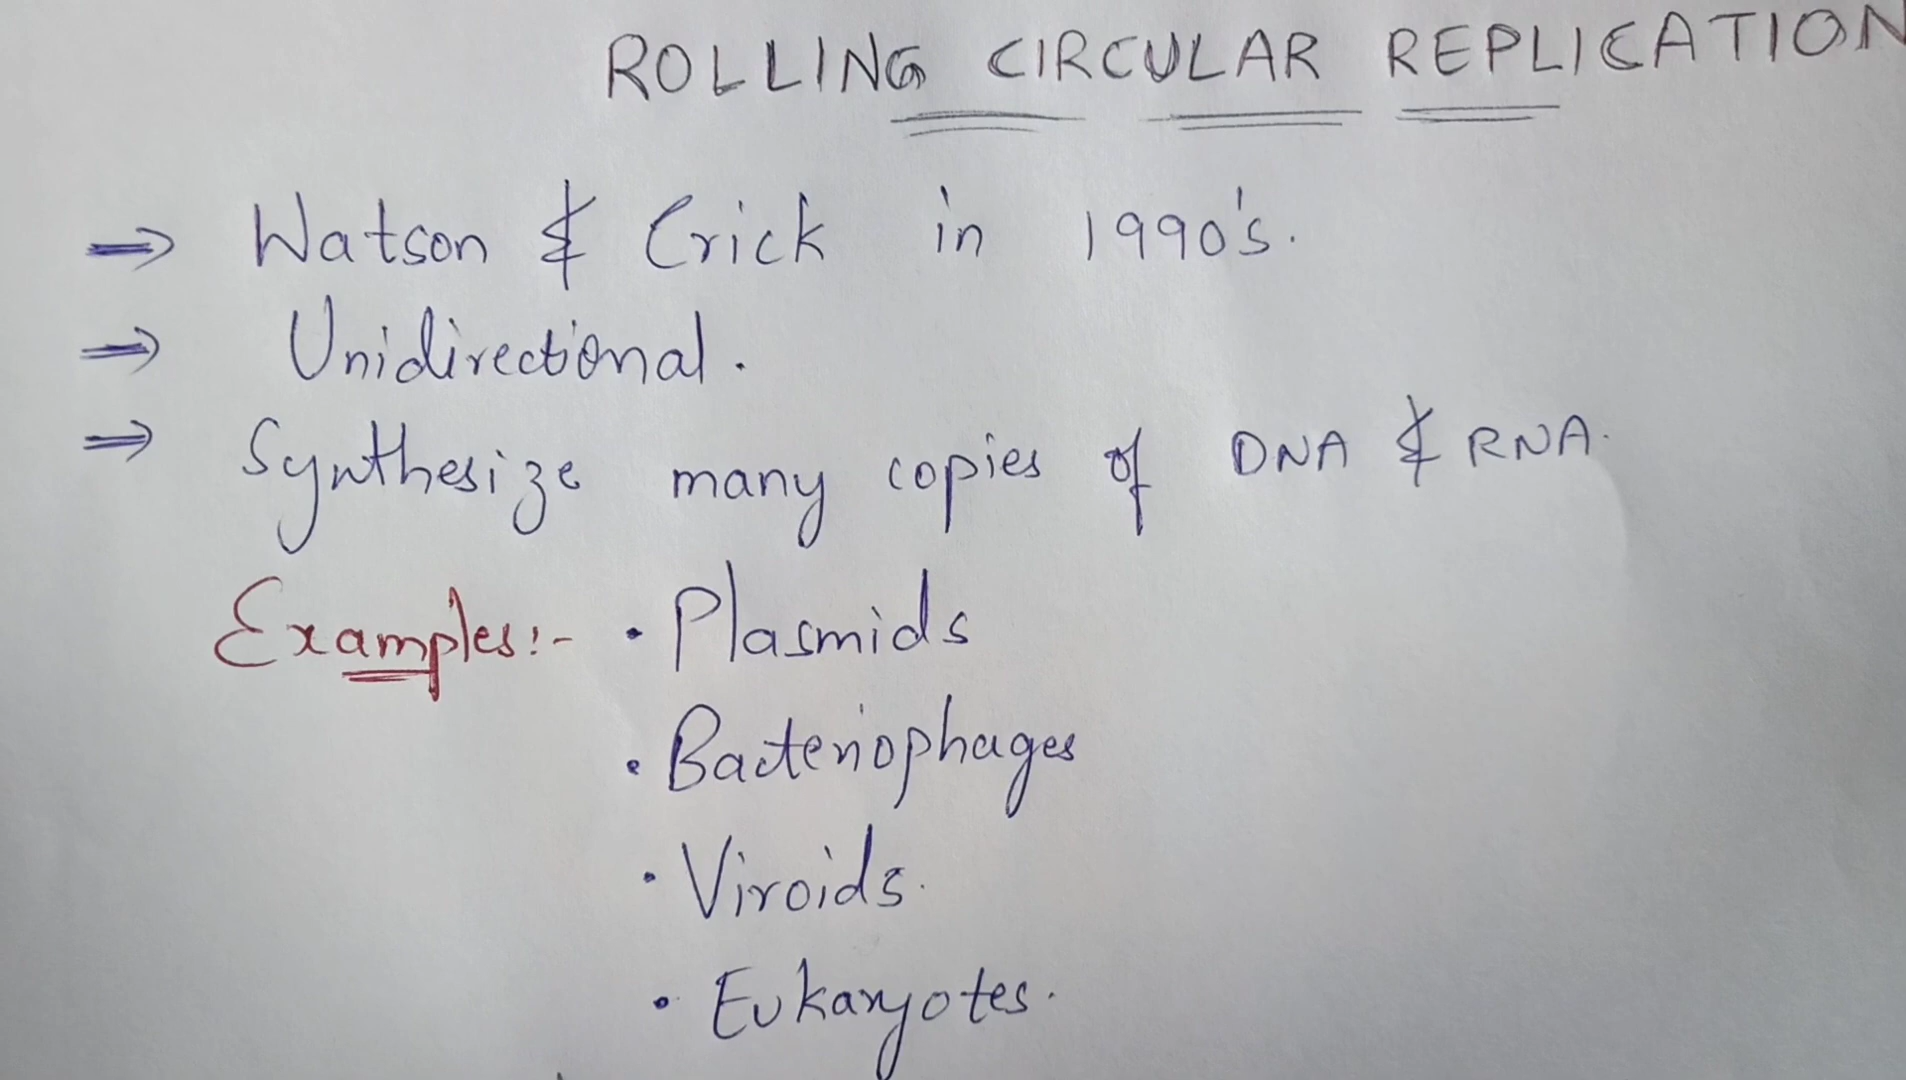 ROLLING CIRCULAR REPLICATION
⇒ Watson & Crick in 1990's.
⇒ Unidirectional.
⇒ Synthesize many copies of DNA & RNA.
Examples:- • Plasmids
• Bacteriophages
• Viroids.
• Eukaryotes.